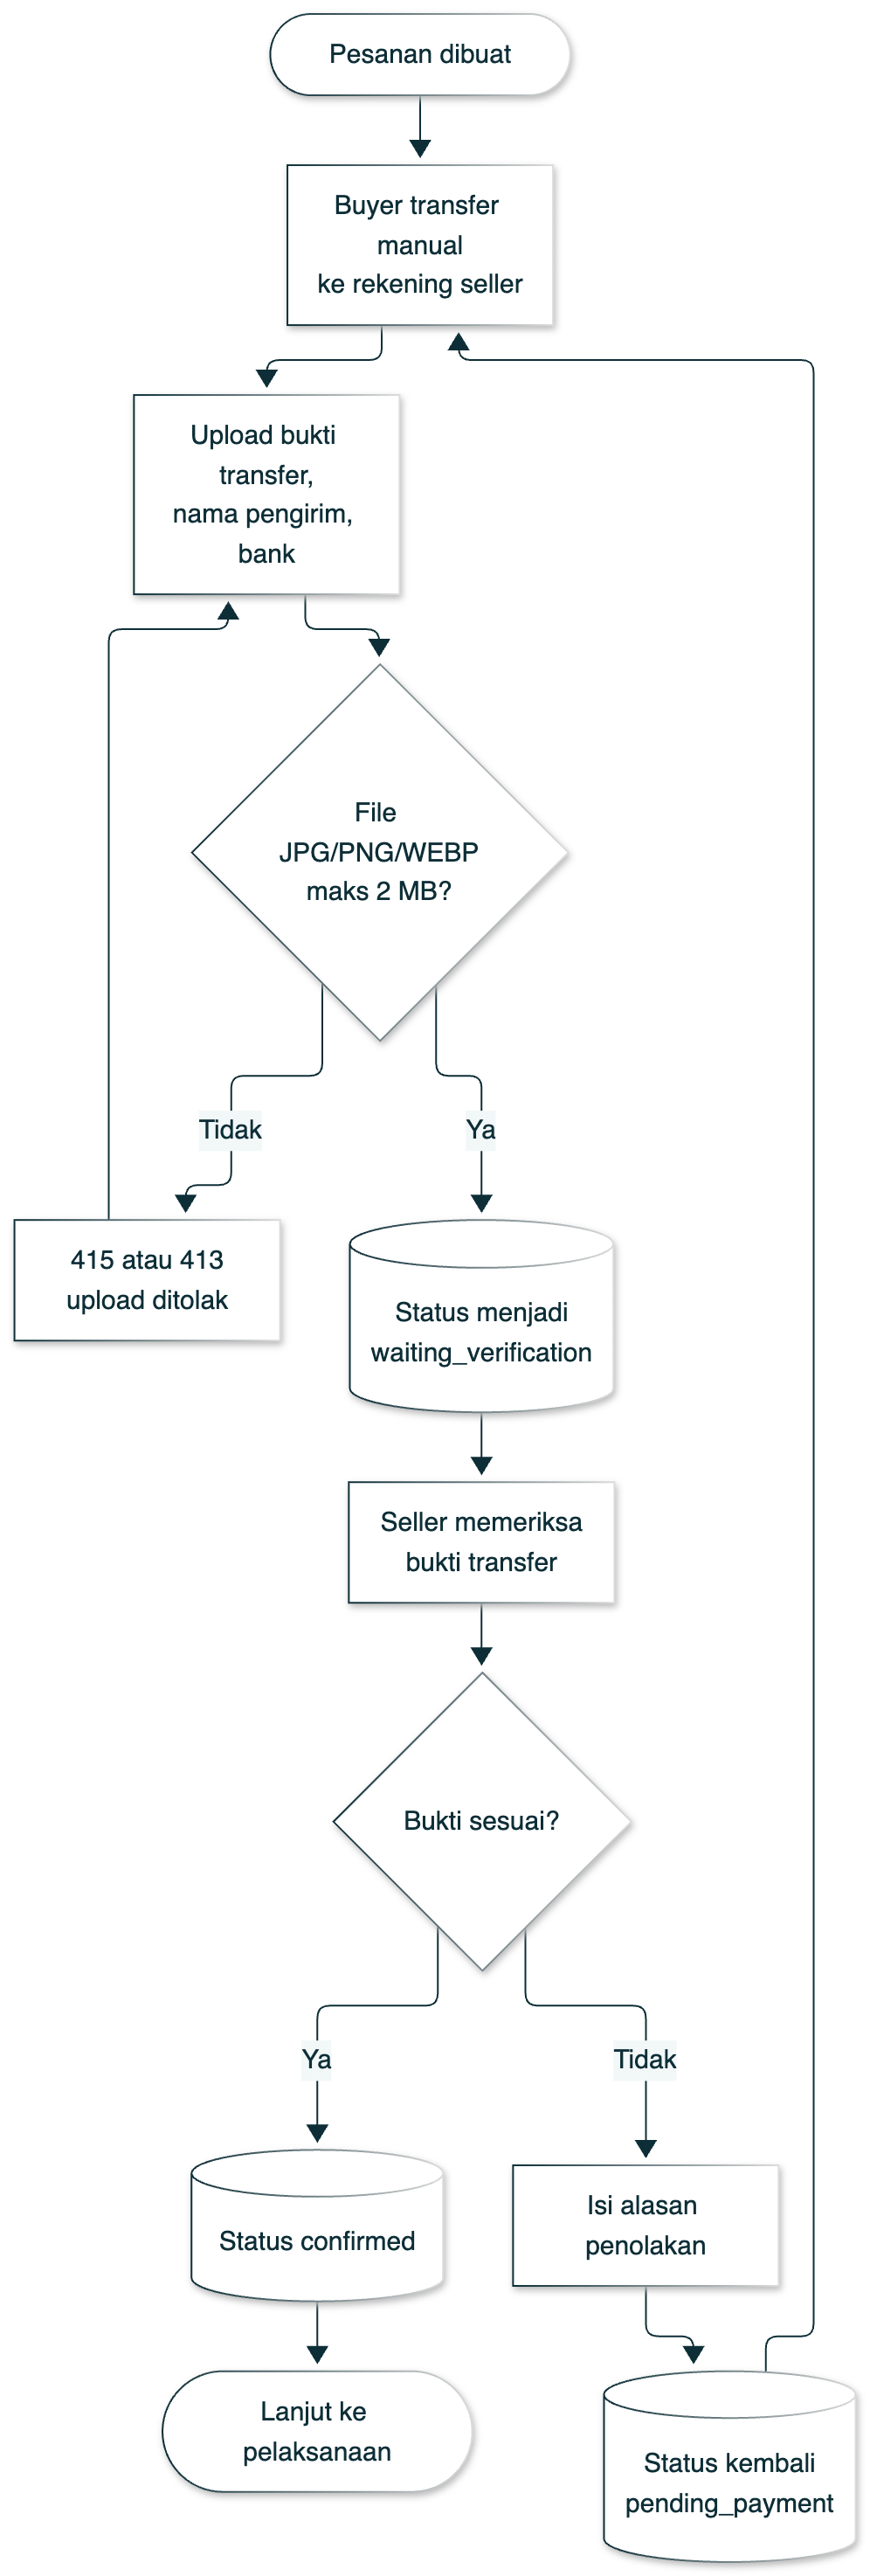 Pesanan dibuat
Buyer transfer
manual
ke rekening seller
Upload bukti
transfer,
nama pengirim,
bank
File
JPG/PNG/WEBP
maks 2 MB?
Tidak
Ya
415 atau 413
upload ditolak
Status menjadi
waiting_verification
Seller memeriksa
bukti transfer
Bukti sesuai?
Ya
Tidak
Status confirmed
Isi alasan
penolakan
Lanjut ke
pelaksanaan
Status kembali
pending_payment